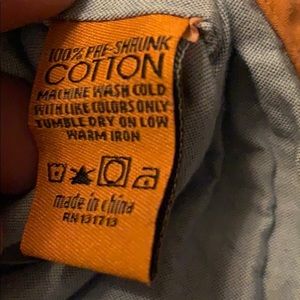 100% PRE-SHRUNK
COTTON
MACHINE WASH COLD
WITH LIKE COLORS ONLY
TUMBLE DRY ON LOW
WARM IRON
made in china
RN 131713